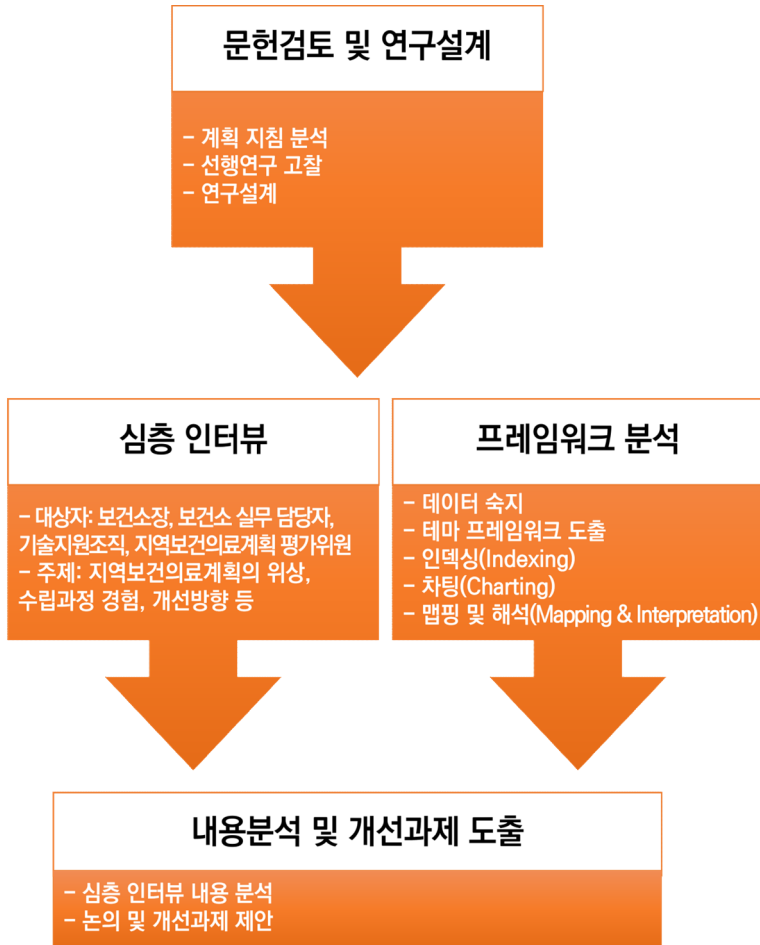 문헌검토 및 연구설계
- 계획 지침 분석
- 선행연구 고찰
- 연구설계
심층 인터뷰
- 대상자: 보건소장, 보건소 실무 담당자,
기술지원조직, 지역보건의료계획 평가위원
- 주제: 지역보건의료계획의 위상,
수립과정 경험, 개선방향 등
프레임워크 분석
- 데이터 숙지
- 테마 프레임워크 도출
- 인덱싱(Indexing)
- 차팅(Charting)
- 맵핑 및 해석(Mapping & Interpretation)
내용분석 및 개선과제 도출
- 심층 인터뷰 내용 분석
- 논의 및 개선과제 제안